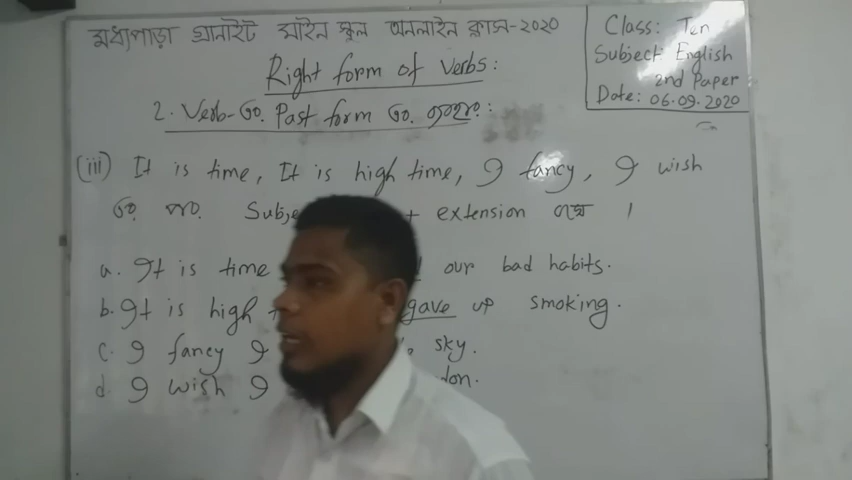 মধ্যপাড়া গ্রানাইট মাইন স্কুল অনলাইন ক্লাস-২০২০
Class: Ten
Subject: English
2nd Paper
Date: 06.09.2020
Right form of Verbs:
2. Verb-এর Past form এর
(iii) It is time, It is high time, I fancy, I wish
এর পর Subje + extension হয় ।
a. It is time our bad habits.
b. It is high gave up smoking.
c. I fancy I sky.
d. I wish I don.